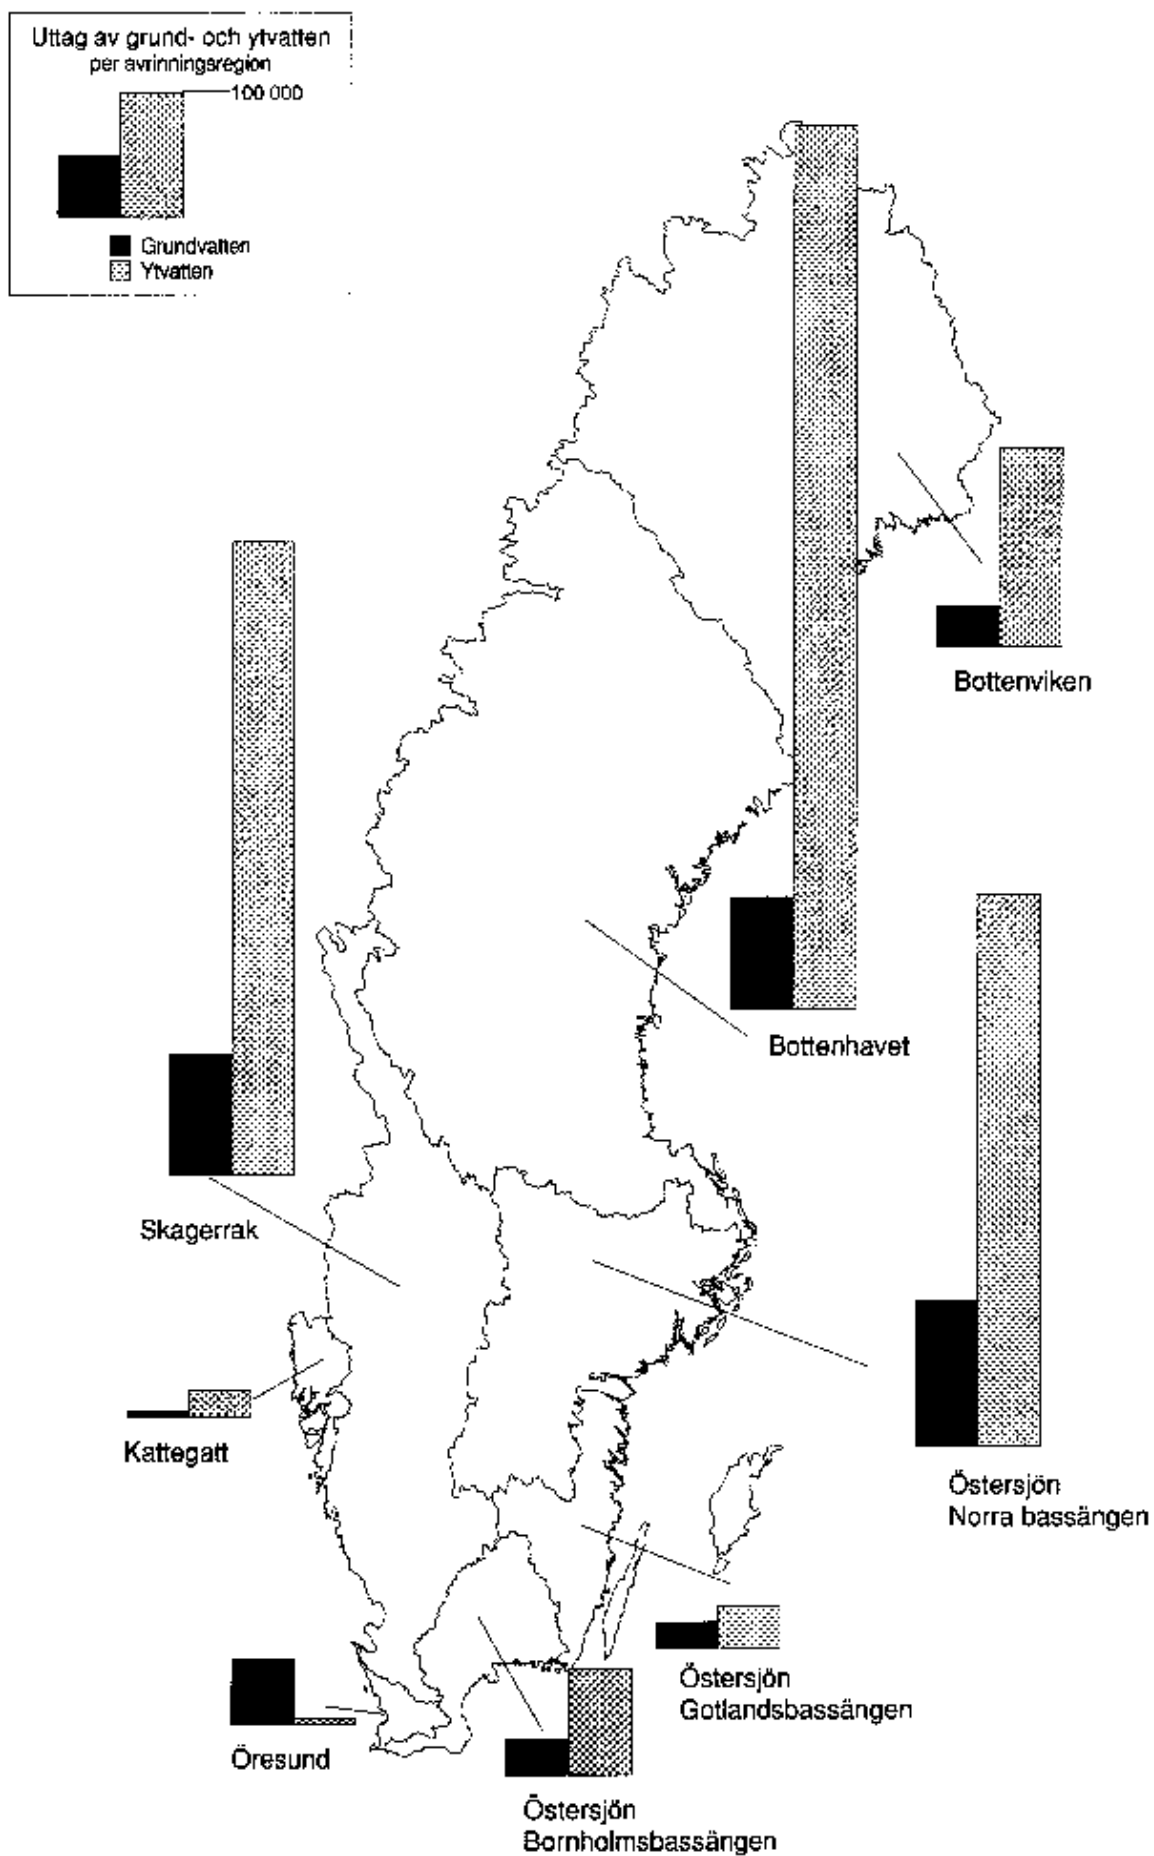 Uttag av grund- och ytvatten
per avrinningsregion
100 000
Grundvatten
Ytvatten
Bottenviken
Bottenhavet
Skagerrak
Kattegatt
Östersjön
Norra bassängen
Östersjön
Gotlandsbassängen
Öresund
Östersjön
Bornholmsbassängen